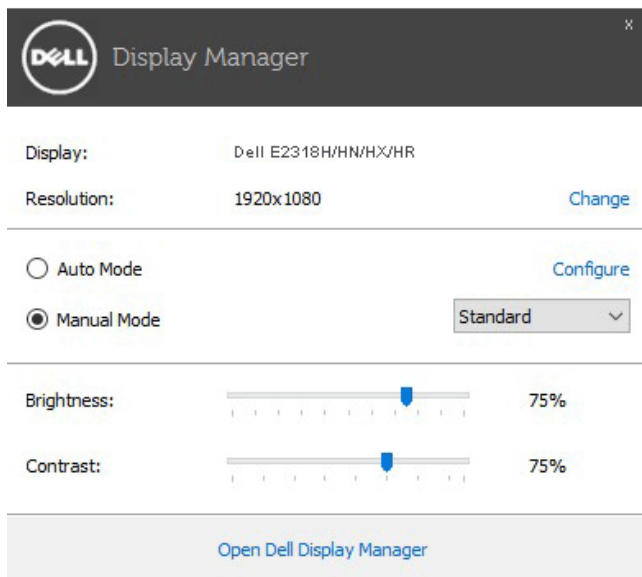 DELL Display Manager
x
Display: Dell E2318H/HN/HX/HR
Resolution: 1920x1080 Change
Auto Mode Configure
Manual Mode Standard
Brightness: 75%
Contrast: 75%
Open Dell Display Manager